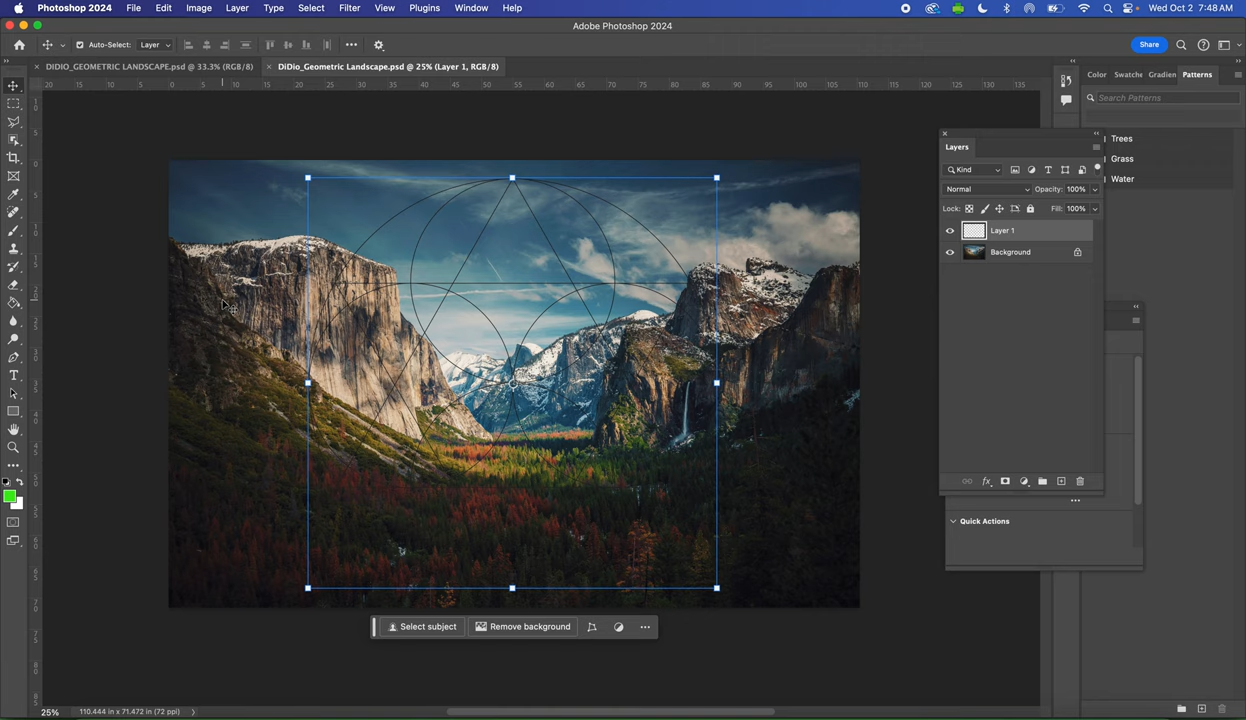 Photoshop 2024 File Edit Image Layer Type Select Filter View Plugins Window Help Wed Oct 2 7:48 AM
Adobe Photoshop 2024
Auto-Select: Layer Share
DIDIO_GEOMETRIC LANDSCAPE.psd @ 33.3% (RGB/8) DiDio_Geometric Landscape.psd @ 25% (Layer 1, RGB/8)
Color Swatche Gradien Patterns
Search Patterns
Trees
Grass
Water
Layers
Kind
Normal Opacity: 100%
Lock: Fill: 100%
Layer 1
Background
Quick Actions
Select subject Remove background
25% 110.444 in x 71.472 in (72 ppi)